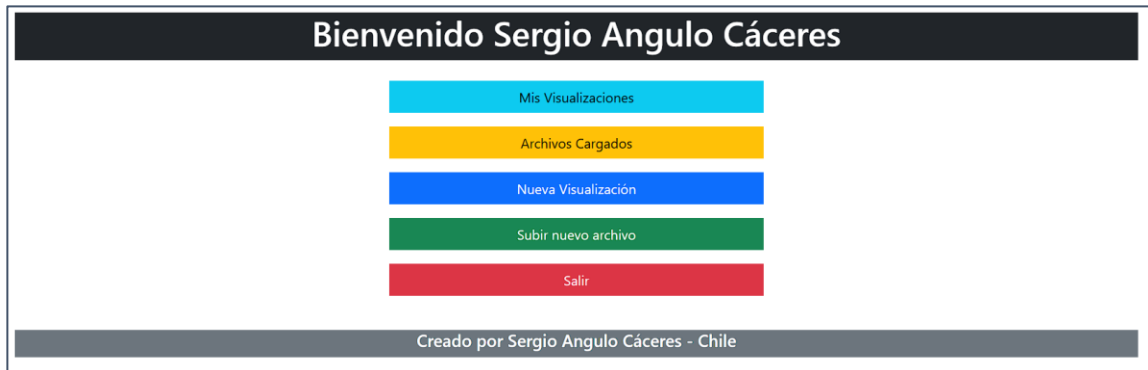 Bienvenido Sergio Angulo Cáceres
Mis Visualizaciones
Archivos Cargados
Nueva Visualización
Subir nuevo archivo
Salir
Creado por Sergio Angulo Cáceres - Chile